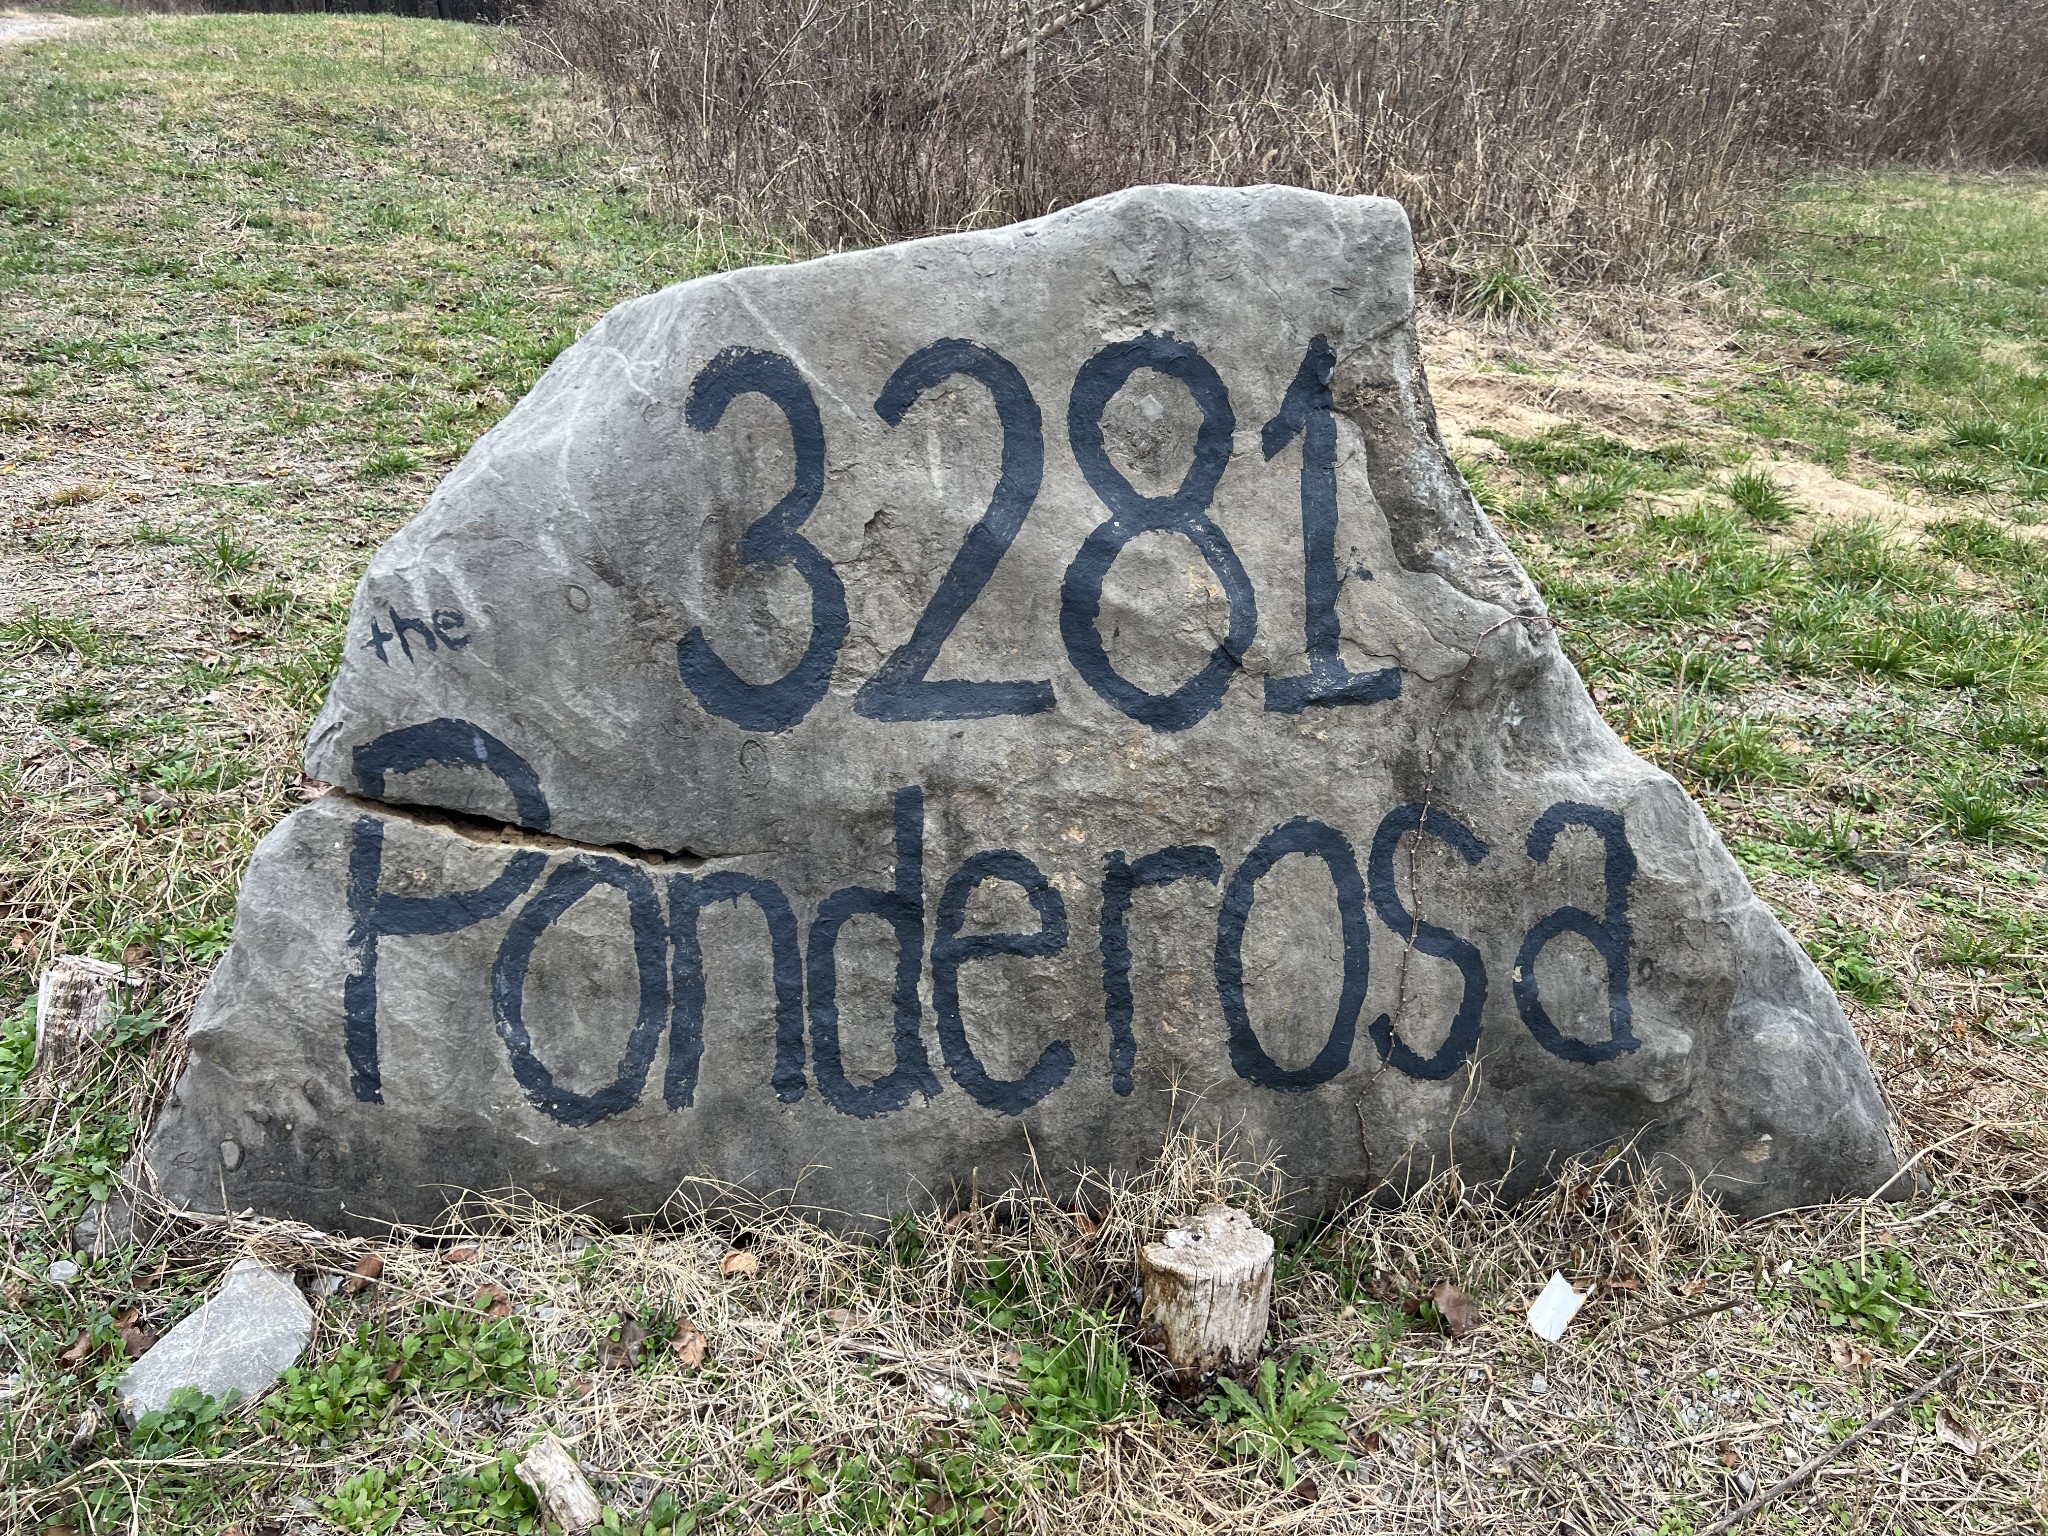 3281
the
Ponderosa